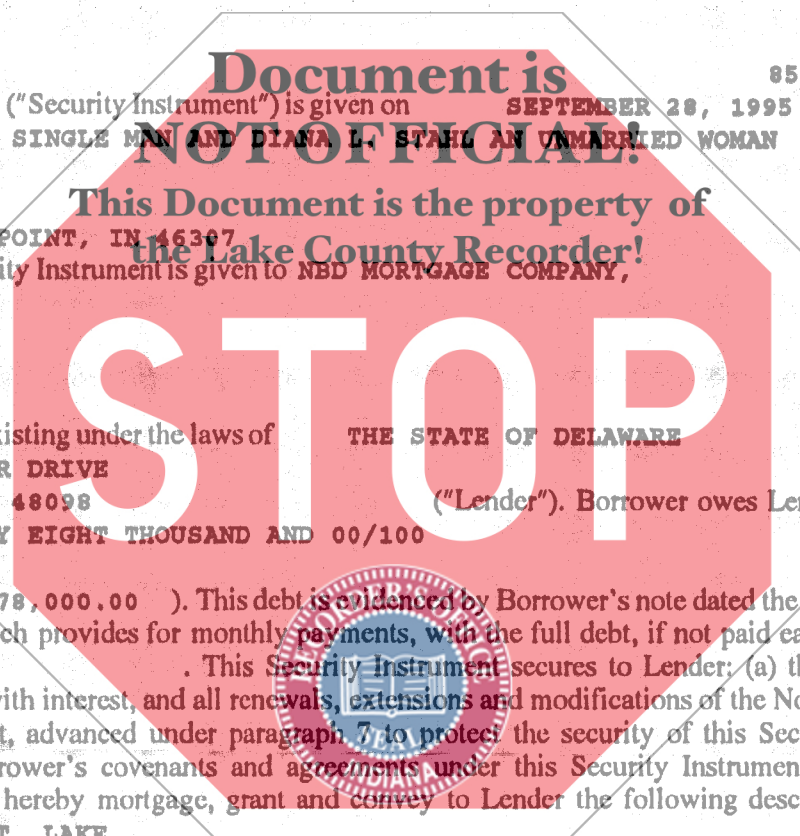 Document is
85
("Security Instrument") is given on SEPTEMBER 28, 1995
NOT OFFICIAL!
SINGLE MAN AND DIANA L. STAHL AN UNMARRIED WOMAN
This Document is the property of
POINT, IN 46307
the Lake County Recorder!
ity Instrument is given to NBD MORTGAGE COMPANY,
STOP
isting under the laws of THE STATE OF DELAWARE
R DRIVE
48098 ("Lender"). Borrower owes Len
Y EIGHT THOUSAND AND 00/100
78,000.00 ). This debt is evidenced by Borrower's note dated the
ch provides for monthly payments, with the full debt, if not paid ea
. This Security Instrument secures to Lender: (a) th
with interest, and all renewals, extensions and modifications of the No
t, advanced under paragraph 7 to protect the security of this Sec
rower's covenants and agreements under this Security Instrumen
hereby mortgage, grant and convey to Lender the following desc
SEAL
INDIANA
T, LAKE